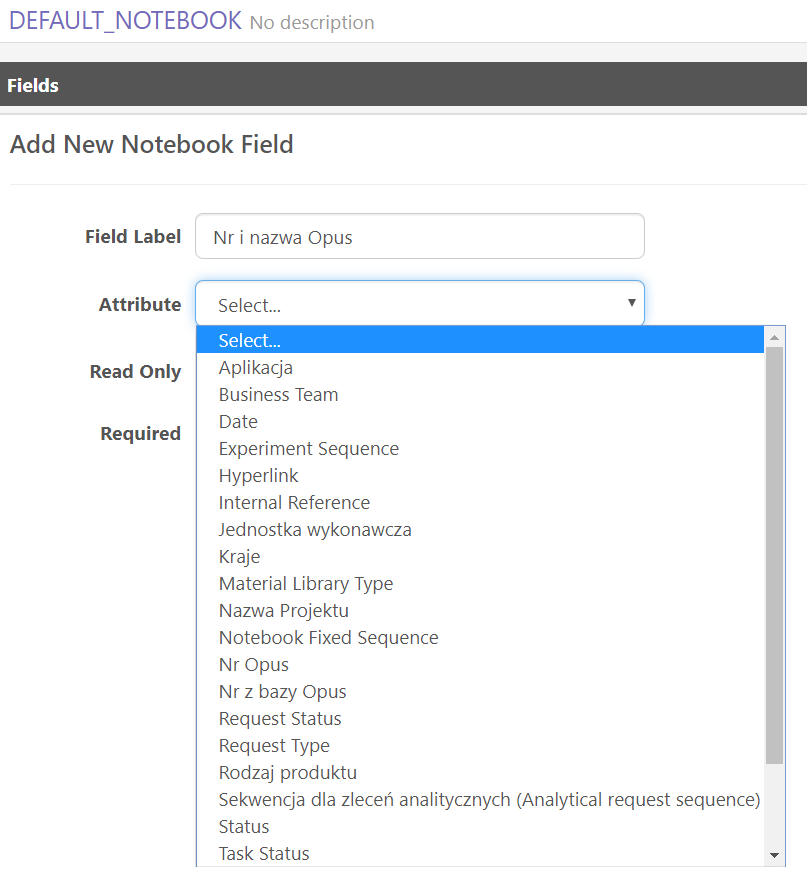 DEFAULT_NOTEBOOK No description
Fields
Add New Notebook Field
Field Label Nr i nazwa Opus
Attribute Select...
Select...
Aplikacja
Read Only
Business Team
Date
Required
Experiment Sequence
Hyperlink
Internal Reference
Jednostka wykonawcza
Kraje
Material Library Type
Nazwa Projektu
Notebook Fixed Sequence
Nr Opus
Nr z bazy Opus
Request Status
Request Type
Rodzaj produktu
Sekwencja dla zleceń analitycznych (Analytical request sequence)
Status
Task Status